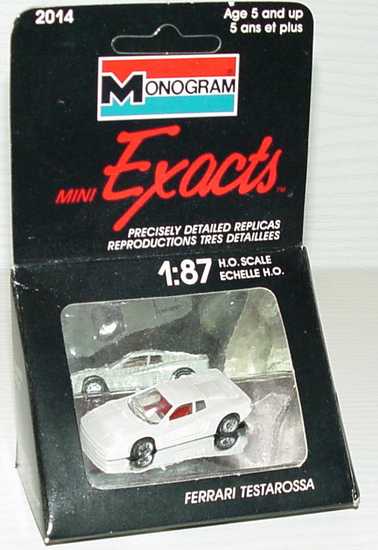 2014
Age 5 and up
5 ans et plus
MONOGRAM
MINI Exacts TM
PRECISELY DETAILED REPLICAS
REPRODUCTIONS TRES DETAILLEES
1:87 H.O. SCALE
ECHELLE H.O.
FERRARI TESTAROSSA